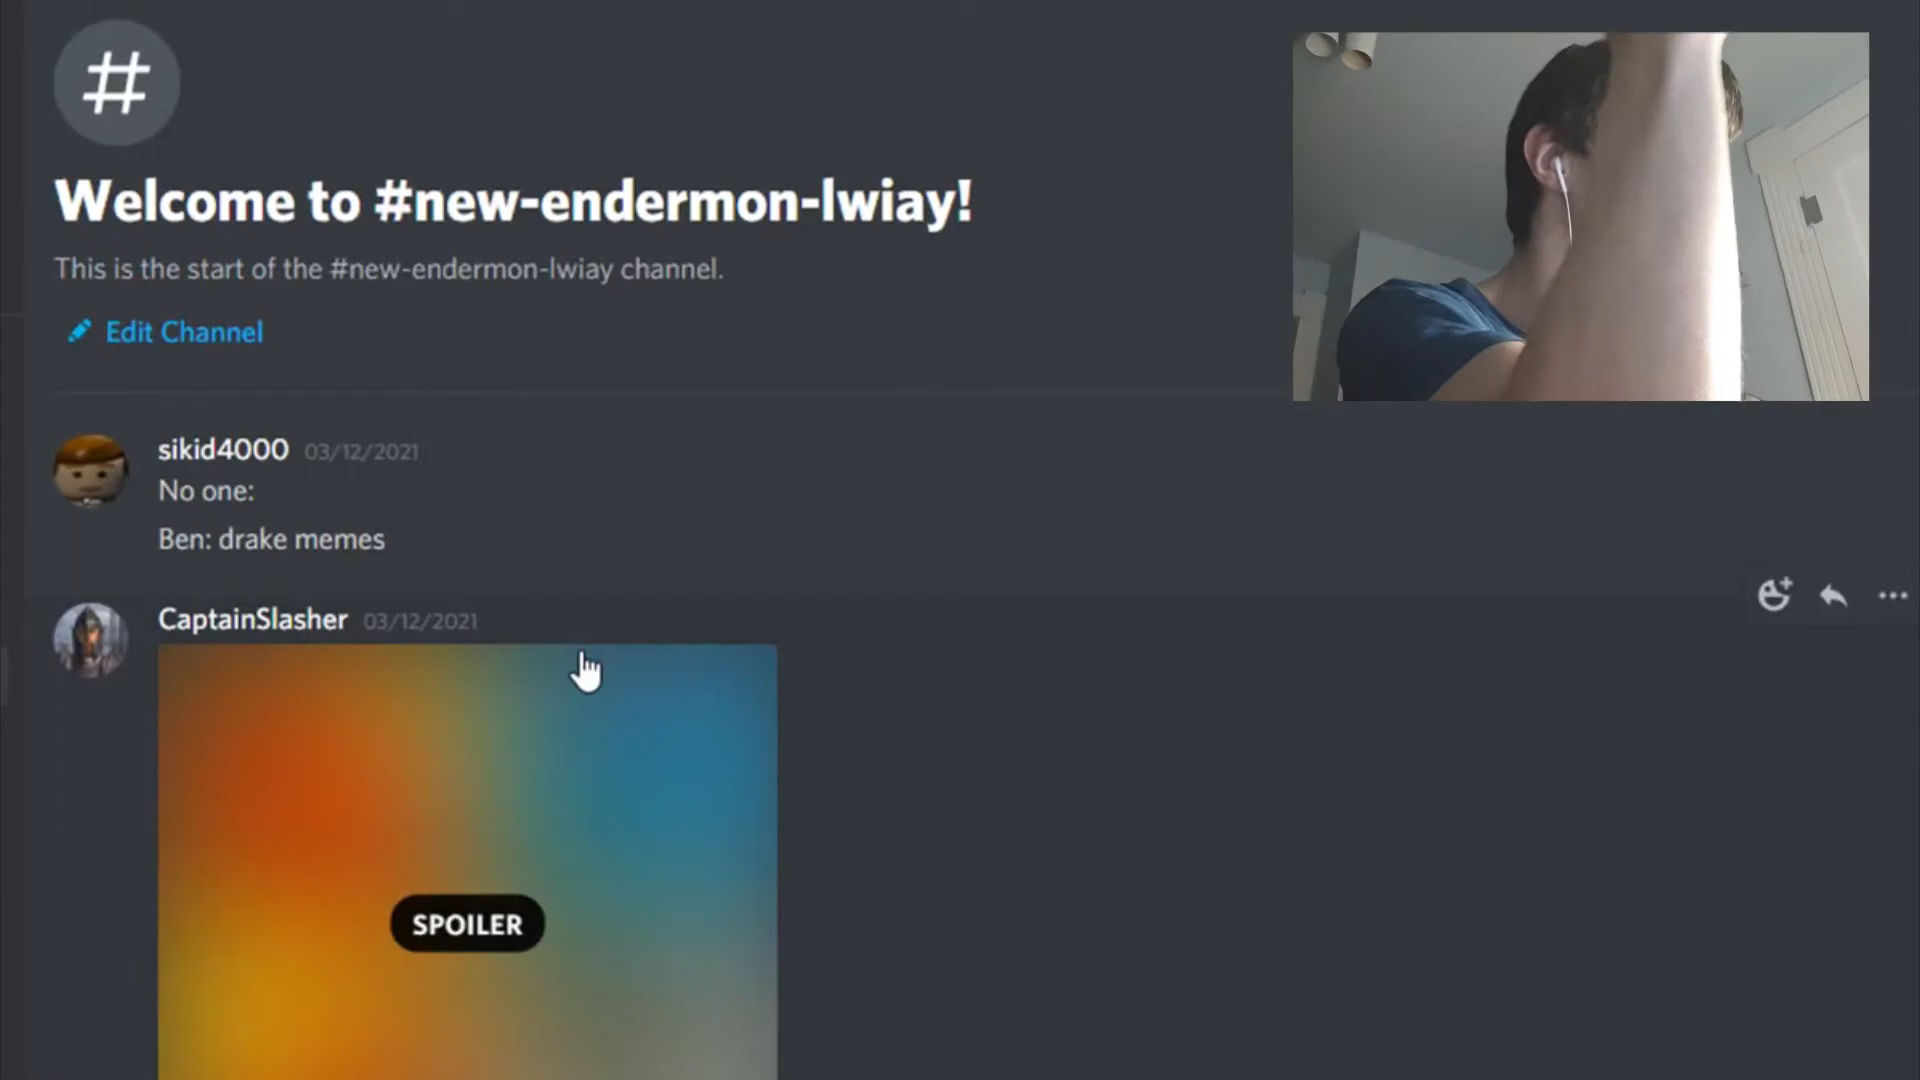 Welcome to #new-endermon-lwiay!
This is the start of the #new-endermon-lwiay channel.
Edit Channel
sikid4000 03/12/2021
No one:
Ben: drake memes
CaptainSlasher 03/12/2021
SPOILER